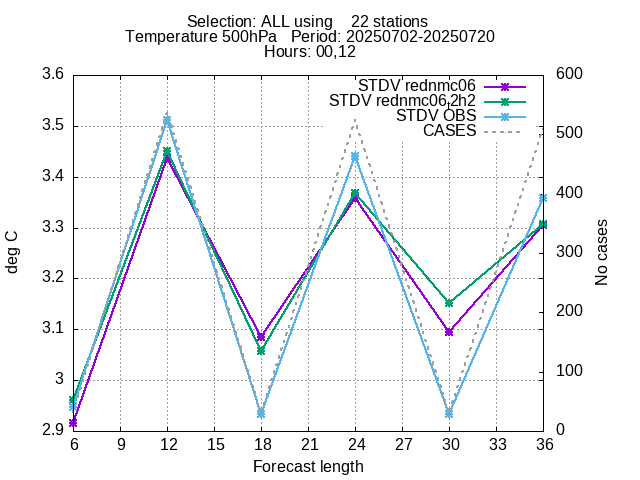 Selection: ALL using    22 stations
Temperature 500hPa   Period: 20250702-20250720
Hours: 00,12
STDV rednmc06
STDV rednmc06,2h2
STDV OBS
CASES
3.6
3.5
3.4
3.3
3.2
3.1
3
2.9
deg C
600
500
400
300
200
100
0
No cases
6 9 12 15 18 21 24 27 30 33 36
Forecast length